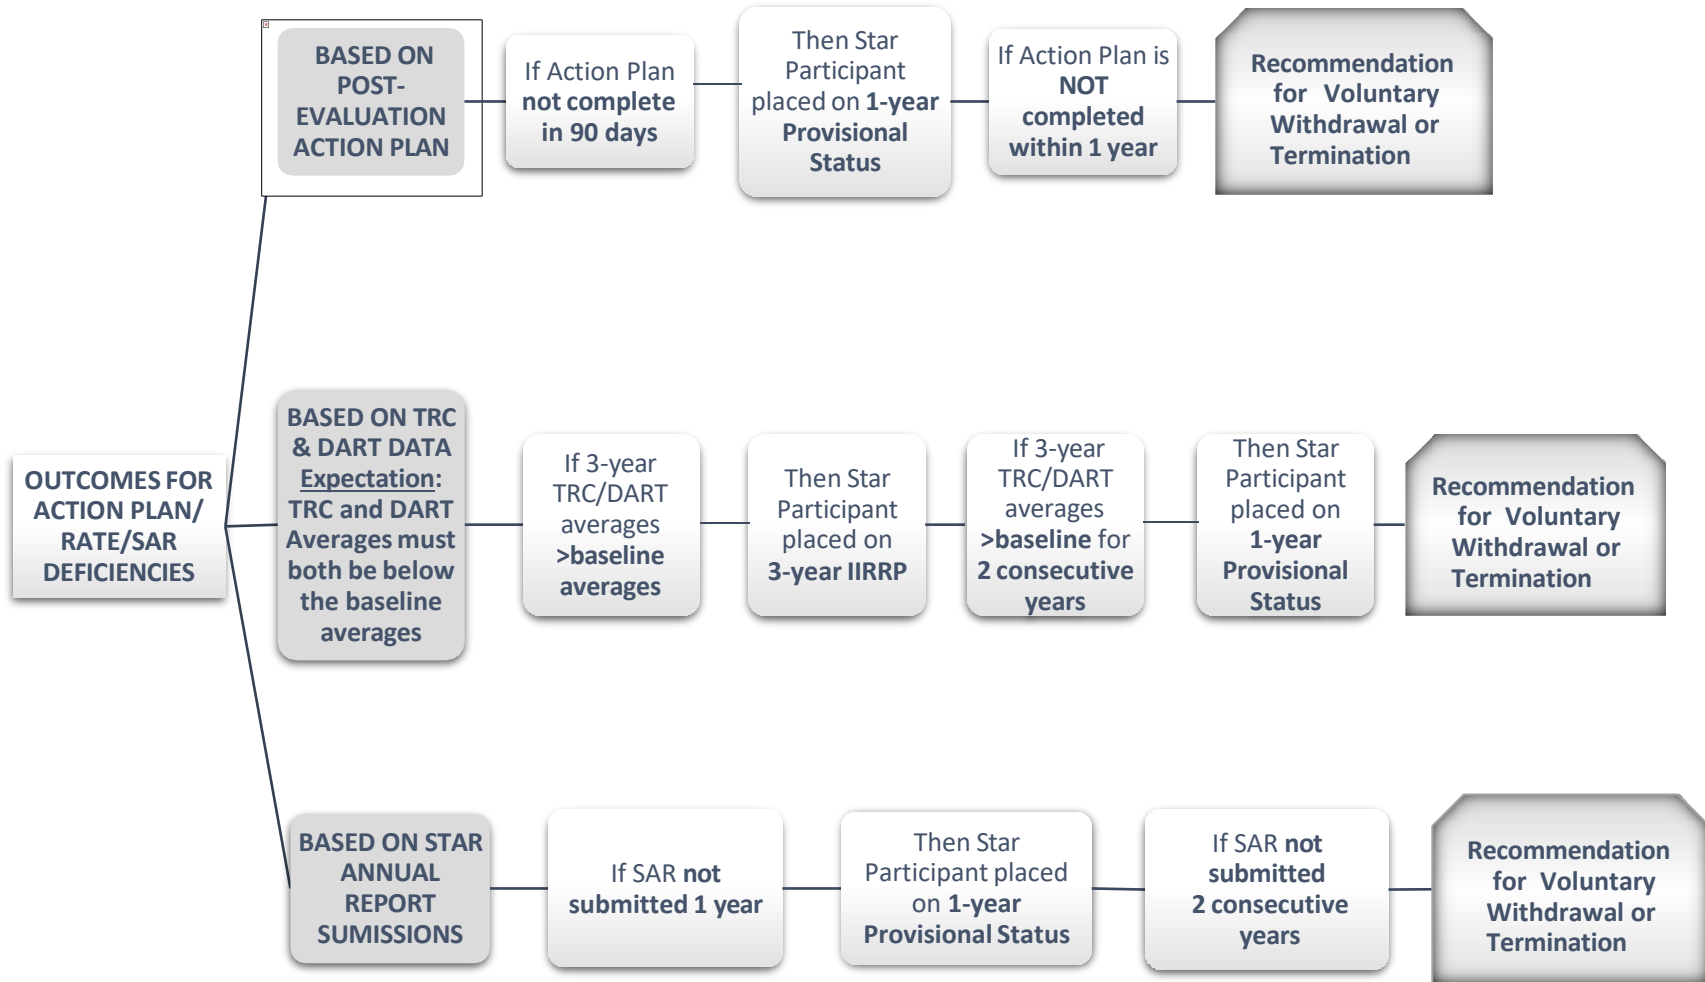 BASED ON
POST-
EVALUATION
ACTION PLAN
If Action Plan
not complete
in 90 days
Then Star
Participant
placed on 1-year
Provisional
Status
If Action Plan is
NOT
completed
within 1 year
Recommendation
for Voluntary
Withdrawal or
Termination
OUTCOMES FOR
ACTION PLAN/
RATE/SAR
DEFICIENCIES
BASED ON TRC
& DART DATA
Expectation:
TRC and DART
Averages must
both be below
the baseline
averages
If 3-year
TRC/DART
averages
>baseline
averages
Then Star
Participant
placed on
3-year IIRRP
If 3-year
TRC/DART
averages
>baseline for
2 consecutive
years
Then Star
Participant
placed on
1-year
Provisional
Status
Recommendation
for Voluntary
Withdrawal or
Termination
BASED ON STAR
ANNUAL
REPORT
SUMISSIONS
If SAR not
submitted 1 year
Then Star
Participant placed
on 1-year
Provisional Status
If SAR not
submitted
2 consecutive
years
Recommendation
for Voluntary
Withdrawal or
Termination